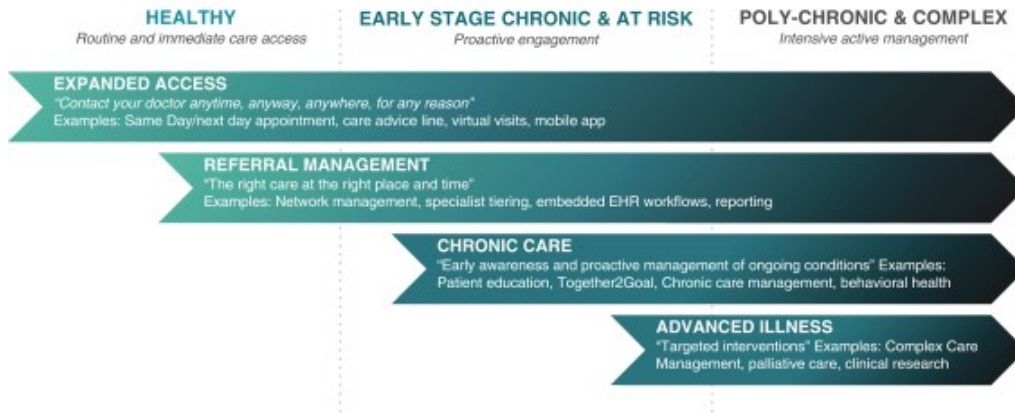 HEALTHY
Routine and immediate care access
EARLY STAGE CHRONIC & AT RISK
Proactive engagement
POLY-CHRONIC & COMPLEX
Intensive active management
EXPANDED ACCESS
"Contact your doctor anytime, anyway, anywhere, for any reason"
Examples: Same Day/next day appointment, care advice line, virtual visits, mobile app
REFERRAL MANAGEMENT
"The right care at the right place and time"
Examples: Network management, specialist tiering, embedded EHR workflows, reporting
CHRONIC CARE
"Early awareness and proactive management of ongoing conditions" Examples:
Patient education, Together2Goal, Chronic care management, behavioral health
ADVANCED ILLNESS
"Targeted interventions" Examples: Complex Care
Management, palliative care, clinical research